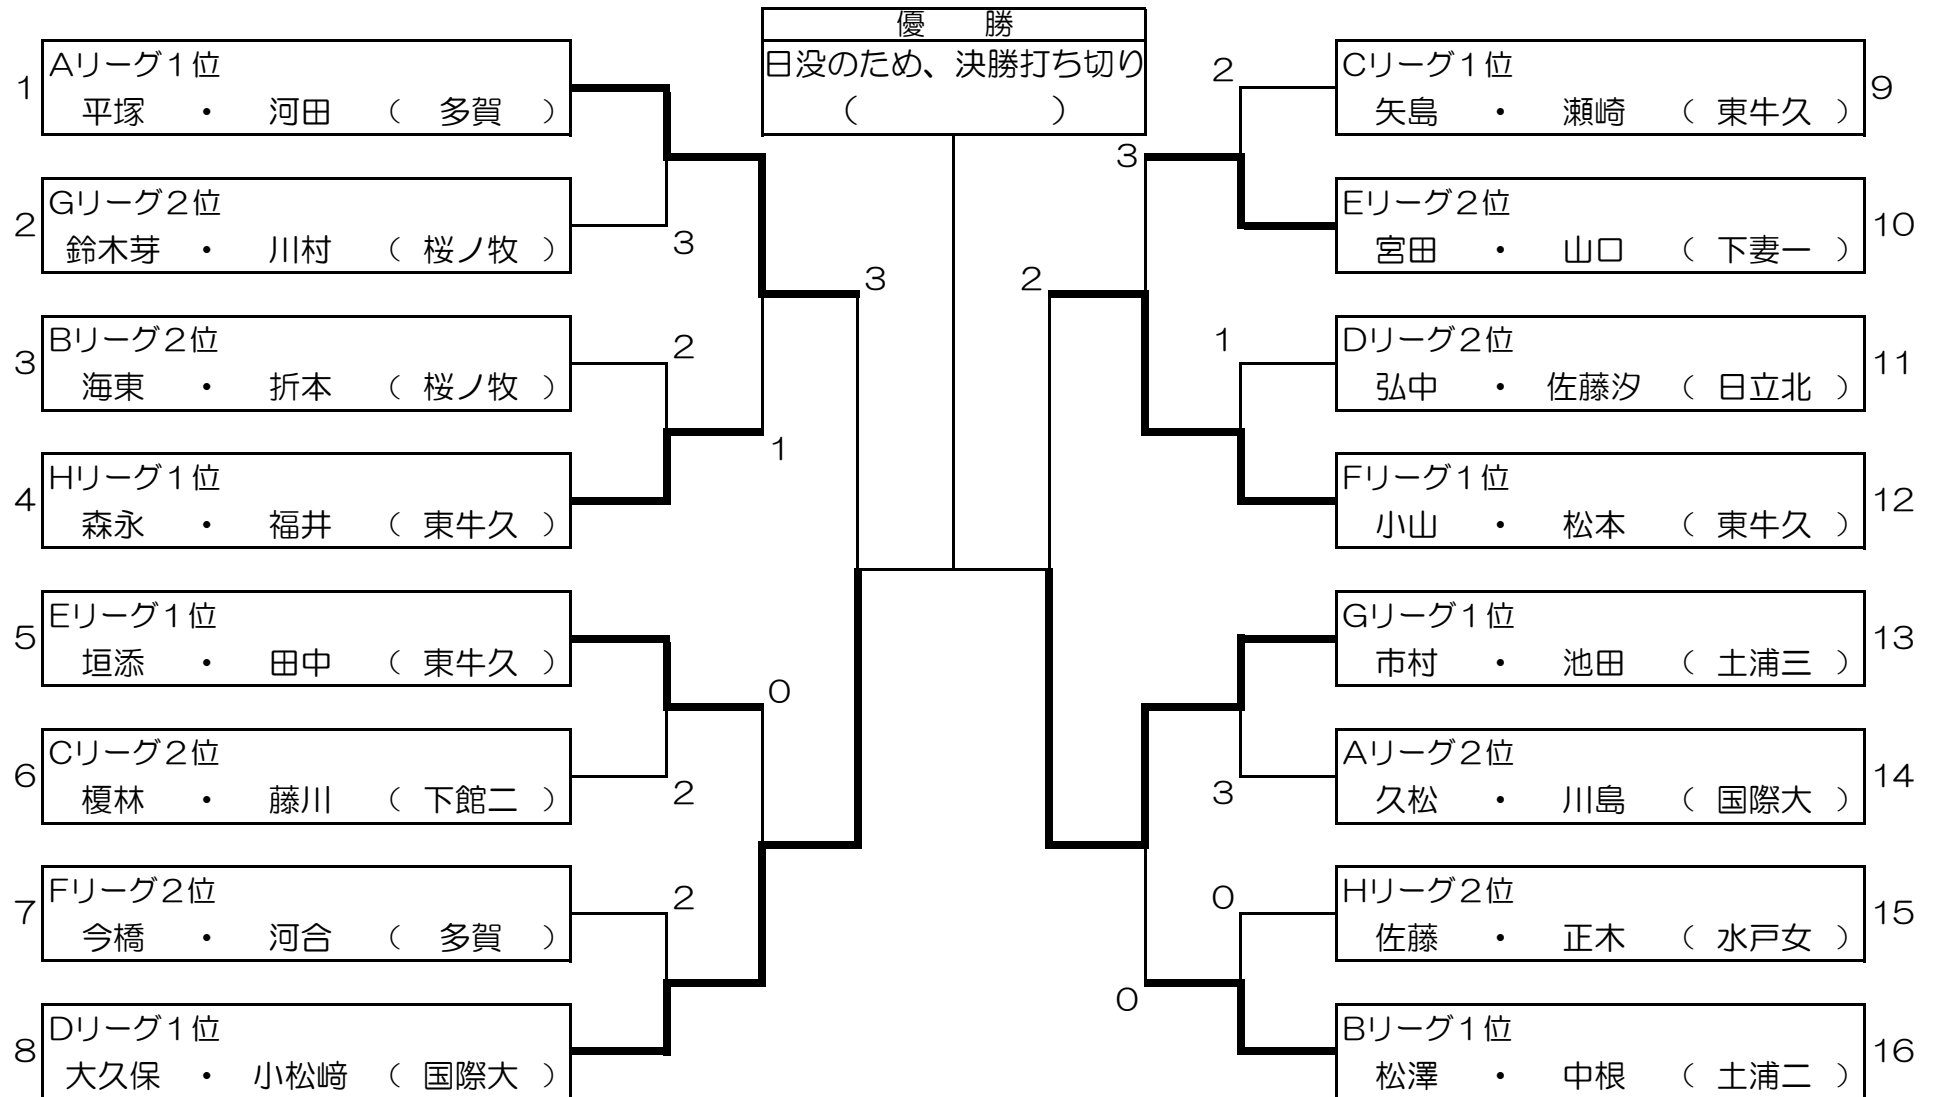 優　勝
日没のため、決勝打ち切り
（　　　　　　）
1
Aリーグ1位
平塚 ・ 河田 （ 多賀 ）
2
Gリーグ2位
鈴木芽 ・ 川村 （ 桜ノ牧 ）
3
Bリーグ2位
海東 ・ 折本 （ 桜ノ牧 ）
4
Hリーグ1位
森永 ・ 福井 （ 東牛久 ）
5
Eリーグ1位
垣添 ・ 田中 （ 東牛久 ）
6
Cリーグ2位
榎林 ・ 藤川 （ 下館二 ）
7
Fリーグ2位
今橋 ・ 河合 （ 多賀 ）
8
Dリーグ1位
大久保 ・ 小松﨑 （ 国際大 ）
3
2
1
3
0
2
2
2
3
2
1
3
0
0
Cリーグ1位
矢島 ・ 瀬崎 （ 東牛久 ）
9
Eリーグ2位
宮田 ・ 山口 （ 下妻一 ）
10
Dリーグ2位
弘中 ・ 佐藤汐 （ 日立北 ）
11
Fリーグ1位
小山 ・ 松本 （ 東牛久 ）
12
Gリーグ1位
市村 ・ 池田 （ 土浦三 ）
13
Aリーグ2位
久松 ・ 川島 （ 国際大 ）
14
Hリーグ2位
佐藤 ・ 正木 （ 水戸女 ）
15
Bリーグ1位
松澤 ・ 中根 （ 土浦二 ）
16